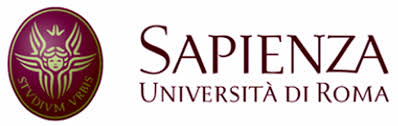 STVDIVM VRBIS
SAPIENZA
UNIVERSITÀ DI ROMA